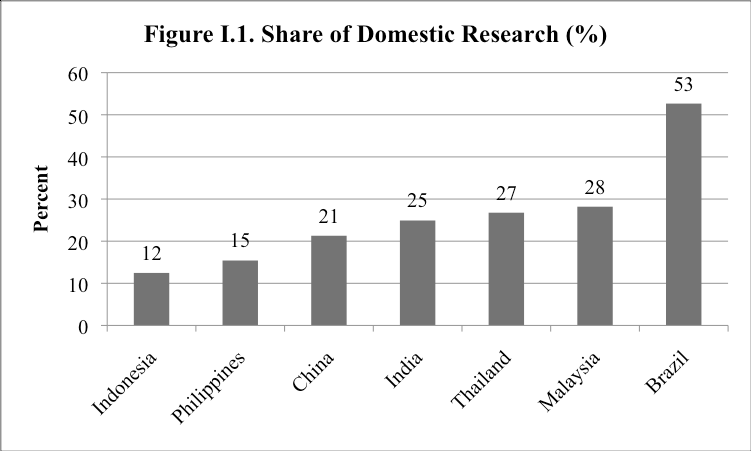 Figure I.1. Share of Domestic Research (%)
Percent
60
50
40
30
20
10
0
12
15
21
25
27
28
53
Indonesia
Philippines
China
India
Thailand
Malaysia
Brazil